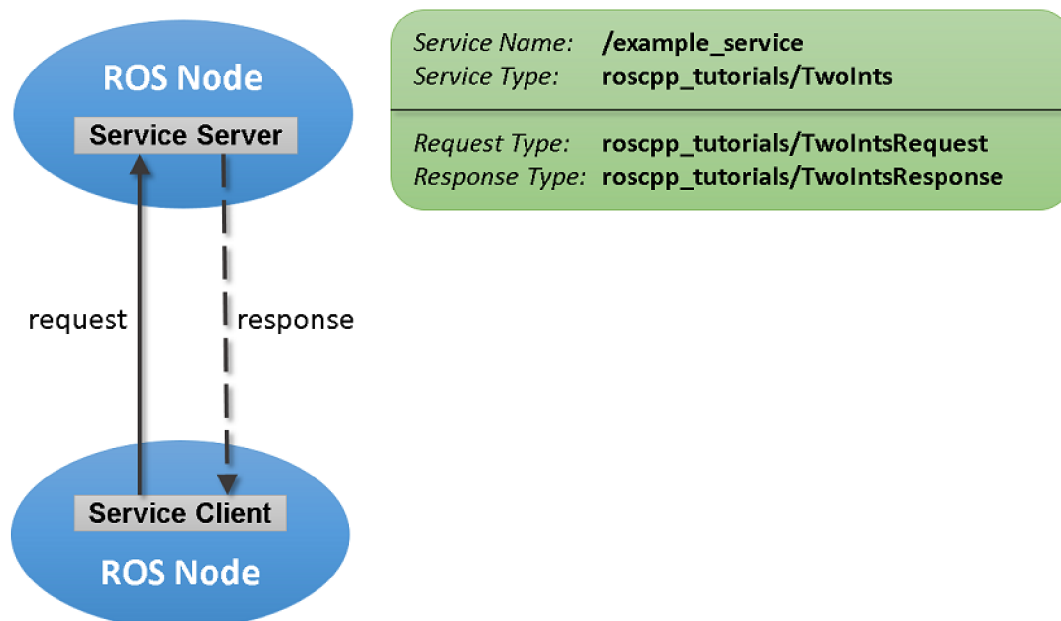 ROS Node
Service Server
Service Name: /example_service
Service Type: roscpp_tutorials/TwoInts
Request Type: roscpp_tutorials/TwoIntsRequest
Response Type: roscpp_tutorials/TwoIntsResponse
request
response
Service Client
ROS Node